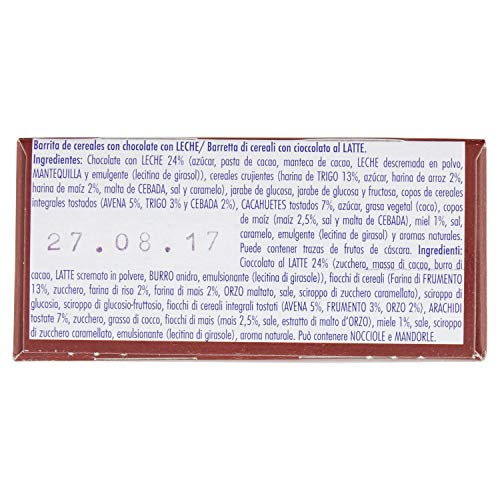 Barrita de cereales con chocolate con LECHE/ Barretta di cereali con cioccolato al LATTE.
Ingredientes: Chocolate con LECHE 24% (azúcar, pasta de cacao, manteca de cacao, LECHE descremada en polvo,
MANTEQUILLA y emulgente (lecitina de girasol)), cereales crujientes (harina de TRIGO 13%, azúcar, harina de arroz 2%,
harina de maíz 2%, malta de CEBADA, sal y caramelo), jarabe de glucosa, jarabe de glucosa y fructosa, copos de cereales
integrales tostados (AVENA 5%, TRIGO 3% y CEBADA 2%), CACAHUETES tostados 7%, azúcar, grasa vegetal (coco), copos
de maíz (maíz 2,5%, sal y malta de CEBADA), miel 1%, sal,
caramelo, emulgente (lecitina de girasol) y aromas naturales.
27.08.17
Puede contener trazas de frutos de cáscara. Ingredienti:
Cioccolato al LATTE 24% (zucchero, massa di cacao, burro di
cacao, LATTE scremato in polvere, BURRO anidro, emulsionante (lecitina di girasole)), fiocchi di cereali (Farina di FRUMENTO
13%, zucchero, farina di riso 2%, farina di mais 2%, ORZO maltato, sale, sciroppo di zucchero caramellato), sciroppo di
glucosio, sciroppo di glucosio-fruttosio, fiocchi di cereali integrali tostati (AVENA 5%, FRUMENTO 3%, ORZO 2%), ARACHIDI
tostate 7%, zucchero, grasso di cocco, fiocchi di mais (mais 2,5%, sale, estratto di malto d'ORZO), miele 1%, sale, sciroppo
di zucchero caramellato, emulsionante (lecitina di girasole), aroma naturale. Può contenere NOCCIOLE e MANDORLE.